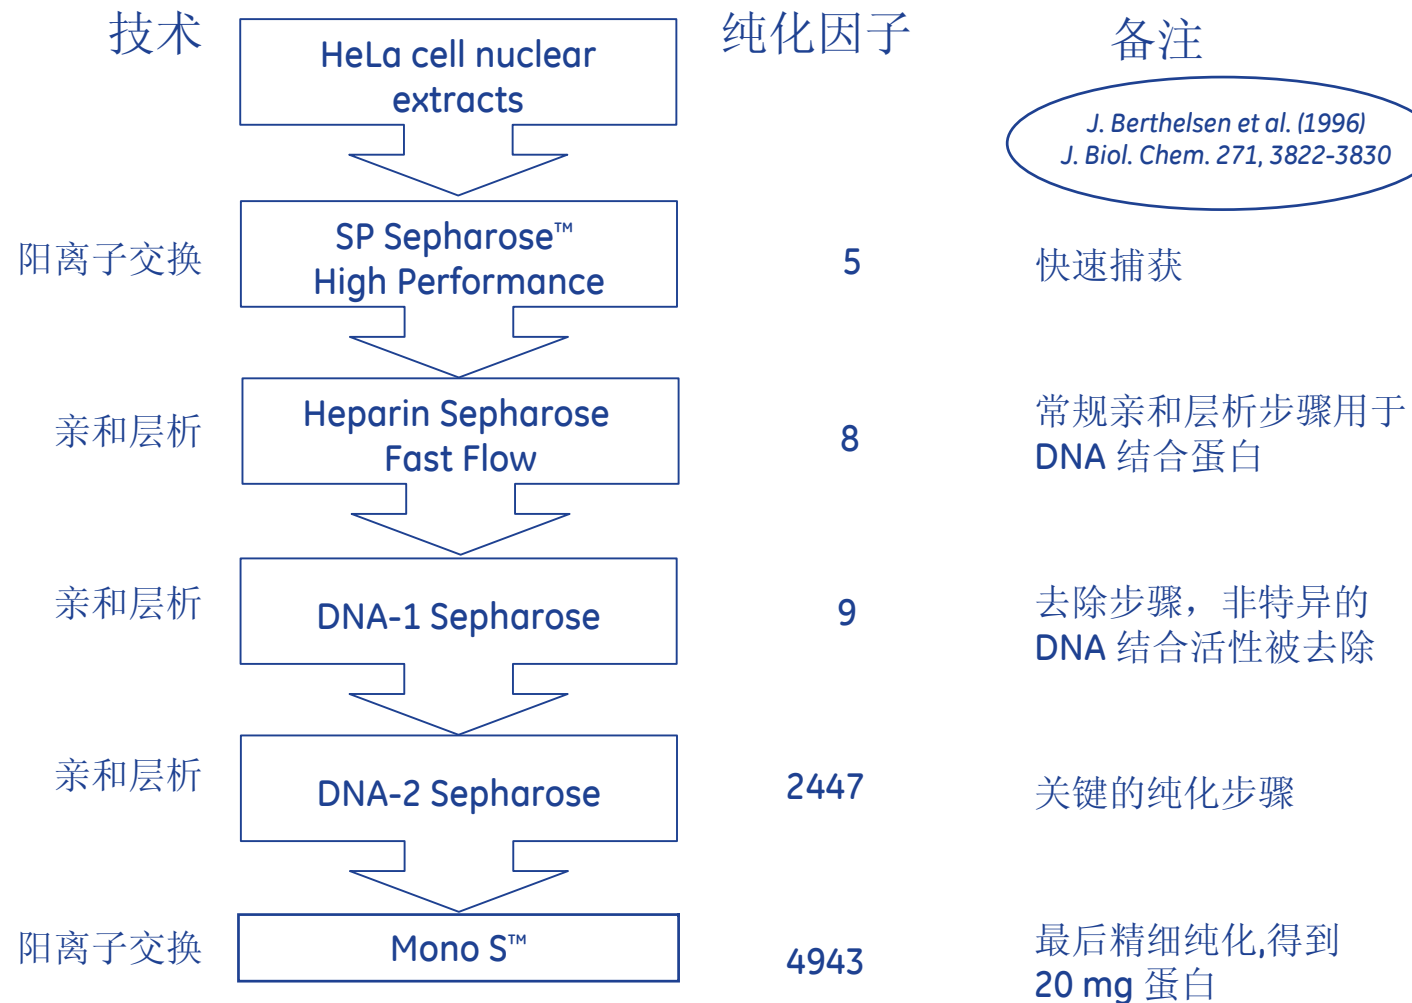 技术
纯化因子
备注
HeLa cell nuclear
extracts
J. Berthelsen et al. (1996)
J. Biol. Chem. 271, 3822-3830
阳离子交换
SP Sepharose™
High Performance
5
快速捕获
亲和层析
Heparin Sepharose
Fast Flow
8
常规亲和层析步骤用于
DNA 结合蛋白
亲和层析
DNA-1 Sepharose
9
去除步骤，非特异的
DNA 结合活性被去除
亲和层析
DNA-2 Sepharose
2447
关键的纯化步骤
阳离子交换
Mono S™
4943
最后精细纯化,得到
20 mg 蛋白